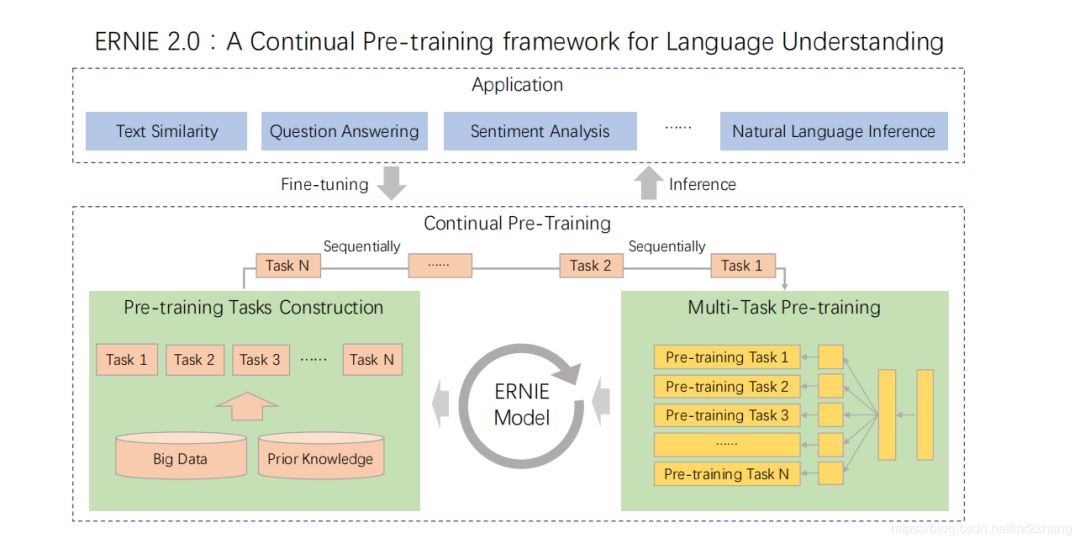 ERNIE 2.0：A Continual Pre-training framework for Language Understanding
Application
Text Similarity
Question Answering
Sentiment Analysis
......
Natural Language Inference
Fine-tuning
Inference
Continual Pre-Training
Sequentially
Sequentially
Task N
......
Task 2
Task 1
Pre-training Tasks Construction
Task 1
Task 2
Task 3
......
Task N
Big Data
Prior Knowledge
ERNIE
Model
Multi-Task Pre-training
Pre-training Task 1
Pre-training Task 2
Pre-training Task 3
......
Pre-training Task N
https://blog.csdn.net/mr2zhang